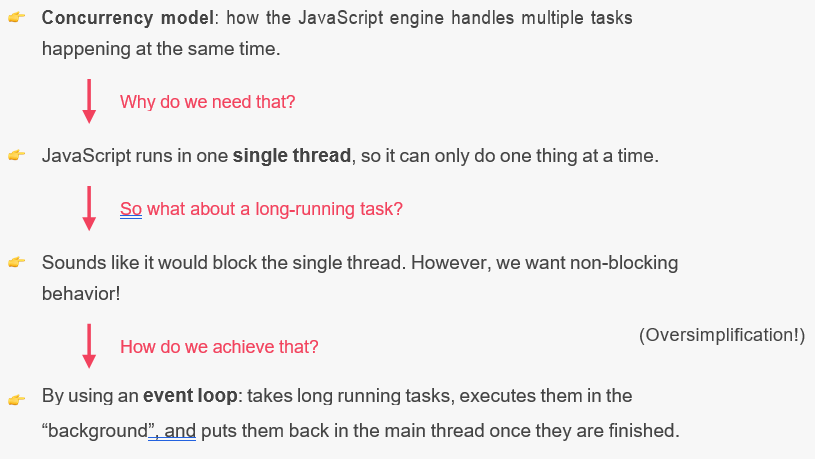 👉 Concurrency model: how the JavaScript engine handles multiple tasks
happening at the same time.
Why do we need that?
👉 JavaScript runs in one single thread, so it can only do one thing at a time.
So what about a long-running task?
👉 Sounds like it would block the single thread. However, we want non-blocking
behavior!
(Oversimplification!)
How do we achieve that?
👉 By using an event loop: takes long running tasks, executes them in the
“background”, and puts them back in the main thread once they are finished.